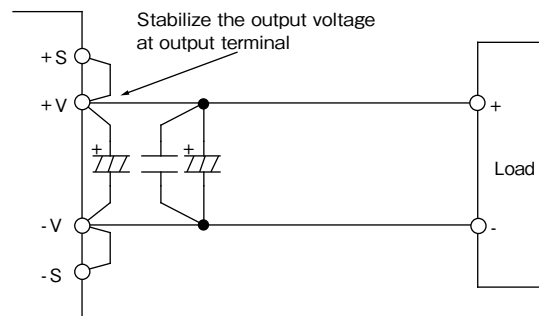 Stabilize the output voltage
at output terminal
+S
+V
+
+
+
Load
-V
-
-S